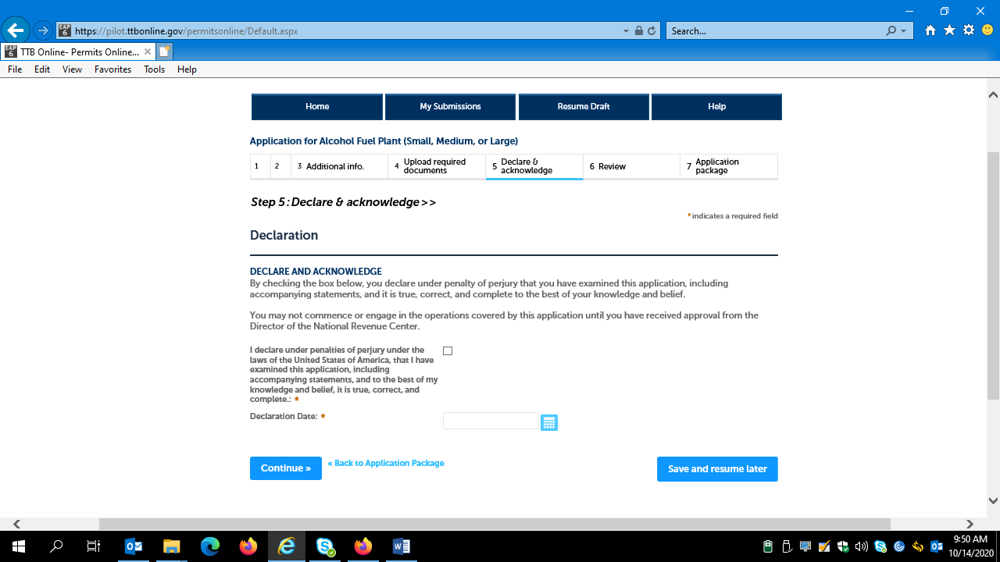 EAP 6 https://pilot.ttbonline.gov/permitsonline/Default.aspx
Search...
EAP 6 TTB Online- Permits Online...
File Edit View Favorites Tools Help
Home My Submissions Resume Draft Help
Application for Alcohol Fuel Plant (Small, Medium, or Large)
1 2 3 Additional info. 4 Upload required documents 5 Declare & acknowledge 6 Review 7 Application package
Step 5 : Declare & acknowledge >>
* indicates a required field
Declaration
DECLARE AND ACKNOWLEDGE
By checking the box below, you declare under penalty of perjury that you have examined this application, including
accompanying statements, and it is true, correct, and complete to the best of your knowledge and belief.
You may not commence or engage in the operations covered by this application until you have received approval from the
Director of the National Revenue Center.
I declare under penalties of perjury under the
laws of the United States of America, that I have
examined this application, including
accompanying statements, and to the best of my
knowledge and belief, it is true, correct, and
complete.: *
Declaration Date: *
Continue »
« Back to Application Package
Save and resume later
9:50 AM
10/14/2020